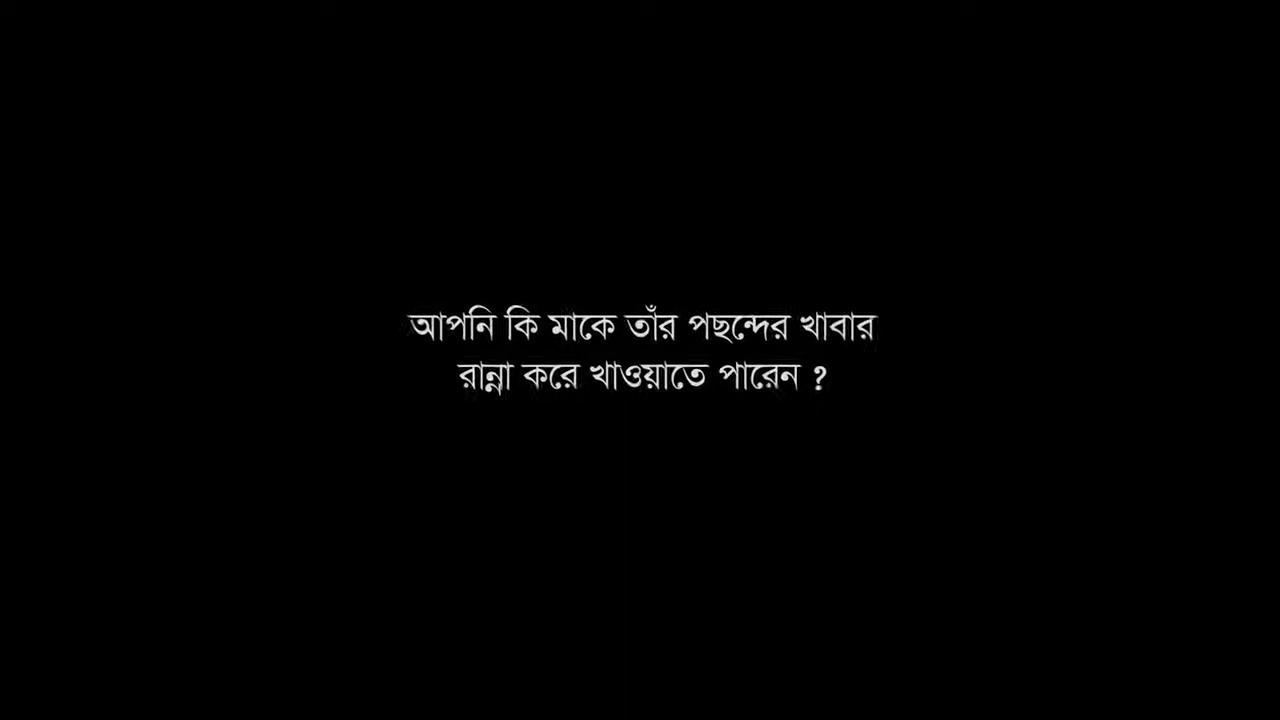 আপনি কি মাকে তাঁর পছন্দের খাবার
রান্না করে খাওয়াতে পারেন ?